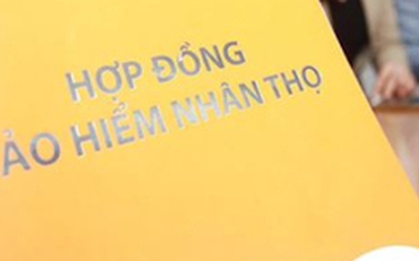 HỢP ĐỒNG
ẢO HIỂM NHÂN THỌ